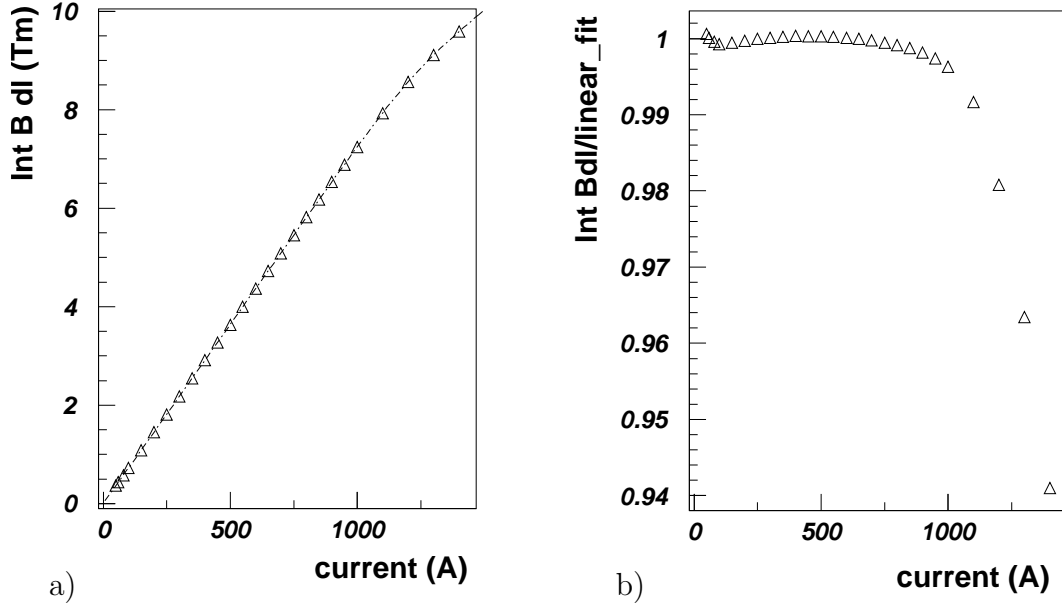 Int B dl (Tm)
10
8
6
4
2
0
0 500 1000
current (A)
a)
Int Bdl/linear_fit
1
0.99
0.98
0.97
0.96
0.95
0.94
0 500 1000
current (A)
b)